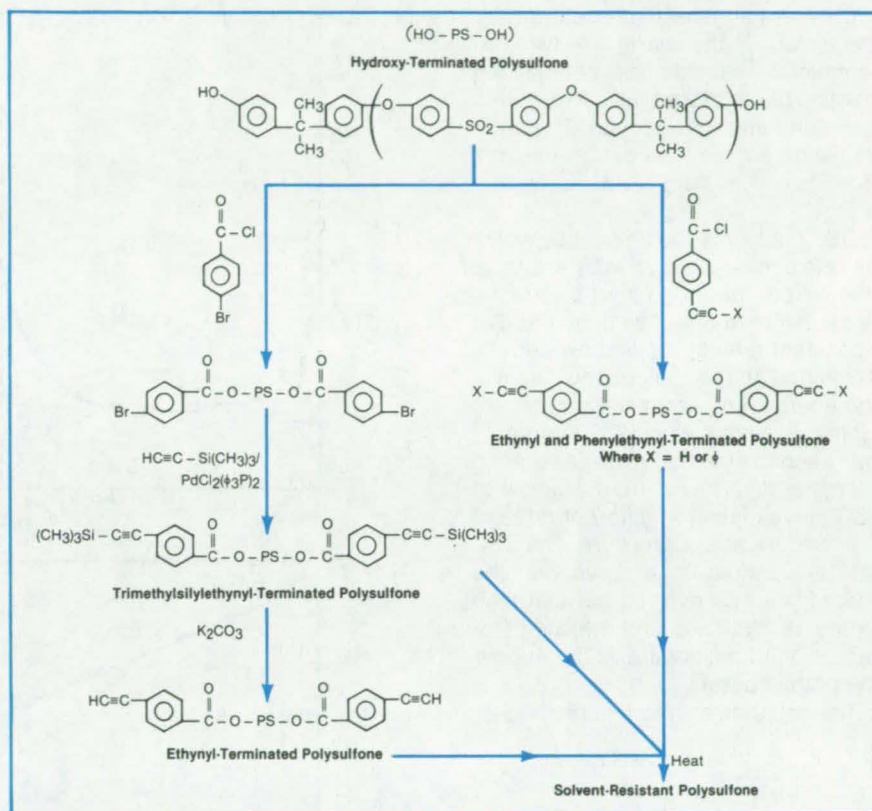 (HO–PS–OH)
Hydroxy-Terminated Polysulfone
HO
CH3
C
CH3
O
SO2
O
CH3
C
CH3
OH
O
C
Cl
Br
O
C
Cl
C≡C–X
Br
O
C
O–PS–O
O
C
Br
X–C≡C
O
C
O–PS–O
O
C
C≡C–X
Ethynyl and Phenylethynyl-Terminated Polysulfone
Where X = H or ϕ
HC≡C–Si(CH3)3/
PdCl2(ϕ3P)2
(CH3)3Si–C≡C
O
C
O–PS–O
O
C
C≡C–Si(CH3)3
Trimethylsilylethynyl-Terminated Polysulfone
K2CO3
HC≡C
O
C
O–PS–O
O
C
C≡CH
Ethynyl-Terminated Polysulfone
Heat
Solvent-Resistant Polysulfone